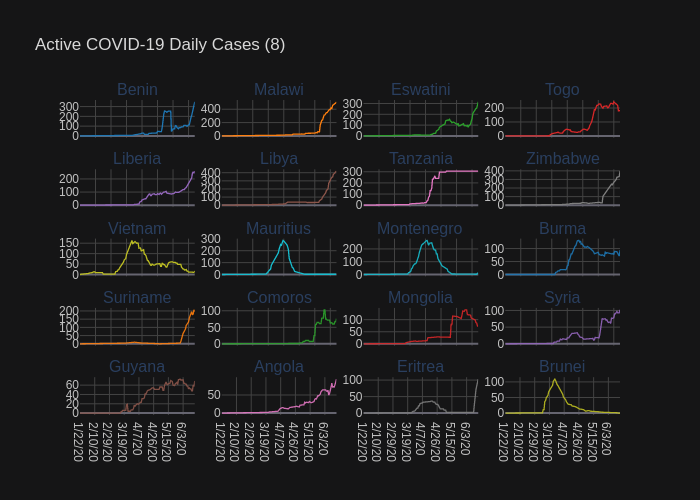 Active COVID-19 Daily Cases (8)
Benin Malawi Eswatini Togo
300 200 100 0 400 200 0 300 200 100 0 200 100 0
Liberia Libya Tanzania Zimbabwe
200 100 0 400 300 200 100 0 300 200 100 0 400 300 200 100 0
Vietnam Mauritius Montenegro Burma
150 100 50 0 300 200 100 0 200 100 0 100 50 0
Suriname Comoros Mongolia Syria
200 150 100 50 0 100 50 0 100 50 0 100 50 0
Guyana Angola Eritrea Brunei
60 40 20 0 50 0 100 50 0 100 50 0
1/22/20 2/10/20 2/29/20 3/19/20 4/7/20 4/26/20 5/15/20 6/3/20 1/22/20 2/10/20 2/29/20 3/19/20 4/7/20 4/26/20 5/15/20 6/3/20 1/22/20 2/10/20 2/29/20 3/19/20 4/7/20 4/26/20 5/15/20 6/3/20 1/22/20 2/10/20 2/29/20 3/19/20 4/7/20 4/26/20 5/15/20 6/3/20